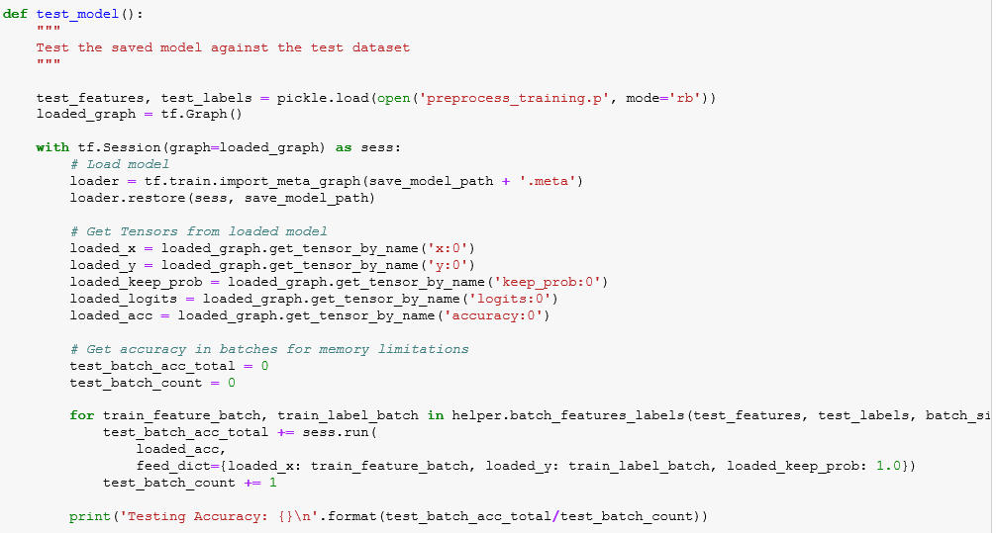 def test_model():
    """
    Test the saved model against the test dataset
    """

    test_features, test_labels = pickle.load(open('preprocess_training.p', mode='rb'))
    loaded_graph = tf.Graph()

    with tf.Session(graph=loaded_graph) as sess:
        # Load model
        loader = tf.train.import_meta_graph(save_model_path + '.meta')
        loader.restore(sess, save_model_path)

        # Get Tensors from loaded model
        loaded_x = loaded_graph.get_tensor_by_name('x:0')
        loaded_y = loaded_graph.get_tensor_by_name('y:0')
        loaded_keep_prob = loaded_graph.get_tensor_by_name('keep_prob:0')
        loaded_logits = loaded_graph.get_tensor_by_name('logits:0')
        loaded_acc = loaded_graph.get_tensor_by_name('accuracy:0')

        # Get accuracy in batches for memory limitations
        test_batch_acc_total = 0
        test_batch_count = 0

        for train_feature_batch, train_label_batch in helper.batch_features_labels(test_features, test_labels, batch_si
            test_batch_acc_total += sess.run(
                loaded_acc,
                feed_dict={loaded_x: train_feature_batch, loaded_y: train_label_batch, loaded_keep_prob: 1.0})
            test_batch_count += 1

        print('Testing Accuracy: {}\n'.format(test_batch_acc_total/test_batch_count))